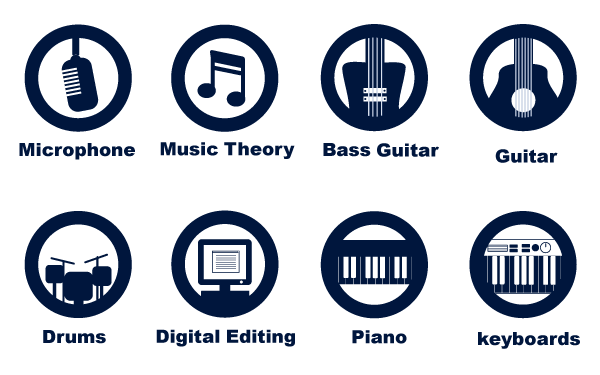 Microphone
Music Theory
Bass Guitar
Guitar
Drums
Digital Editing
Piano
keyboards